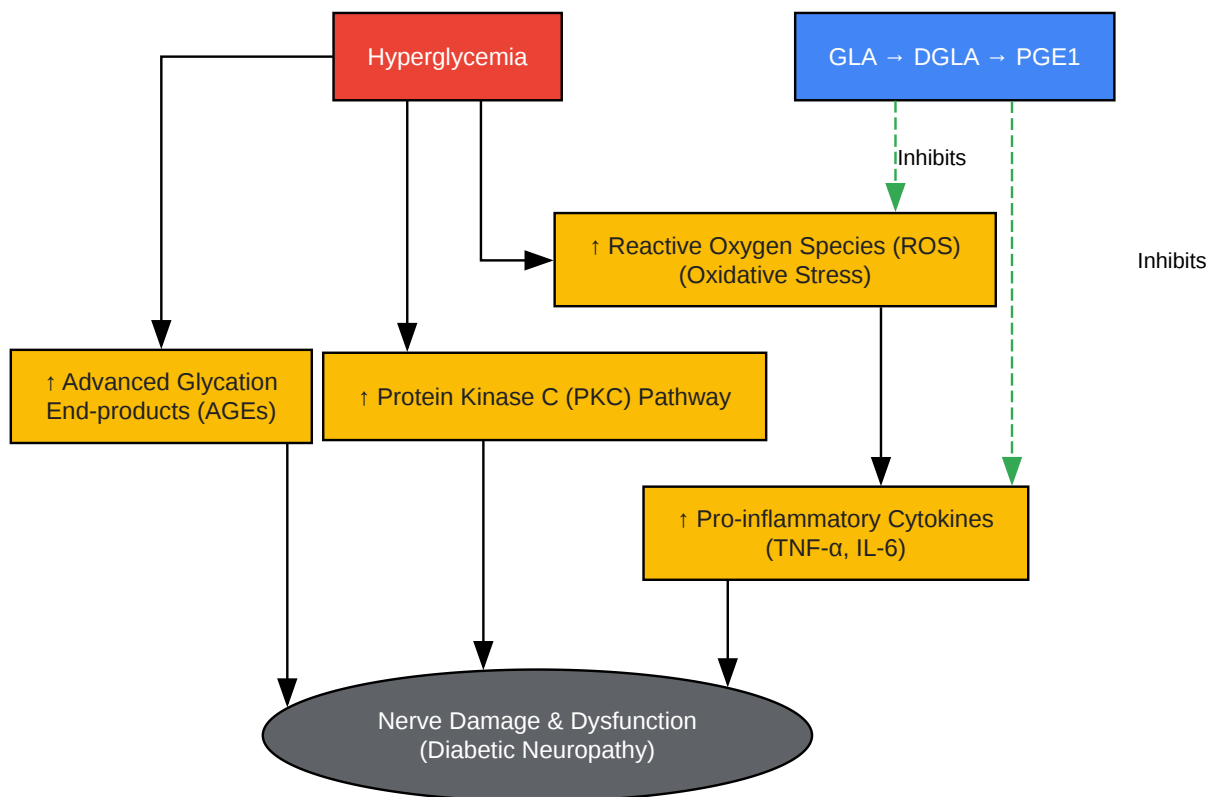 Hyperglycemia
GLA → DGLA → PGE1
Inhibits
↑ Reactive Oxygen Species (ROS)
(Oxidative Stress)
Inhibits
↑ Advanced Glycation
End-products (AGEs)
↑ Protein Kinase C (PKC) Pathway
↑ Pro-inflammatory Cytokines
(TNF-α, IL-6)
Nerve Damage & Dysfunction
(Diabetic Neuropathy)